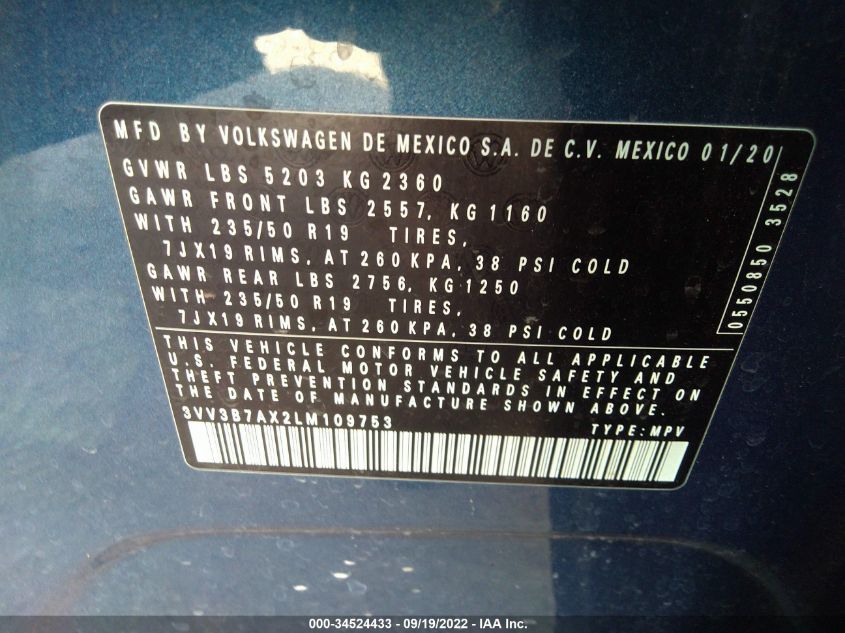 MFD BY VOLKSWAGEN DE MEXICO S.A. DE C.V. MEXICO 01/20
GVWR LBS 5203 KG 2360
GAWR FRONT LBS 2557, KG 1160
WITH 235/50 R19 TIRES,
7JX19 RIMS, AT 260 KPA, 38 PSI COLD
GAWR REAR LBS 2756, KG 1250
WITH 235/50 R19 TIRES,
7JX19 RIMS, AT 260 KPA, 38 PSI COLD
0550850 3528
THIS VEHICLE CONFORMS TO ALL APPLICABLE
U.S. FEDERAL MOTOR VEHICLE SAFETY AND
THEFT PREVENTION STANDARDS IN EFFECT ON
THE DATE OF MANUFACTURE SHOWN ABOVE.
3VV3B7AX2LM109753
TYPE:MPV
000-34524433 - 09/19/2022 - IAA Inc.